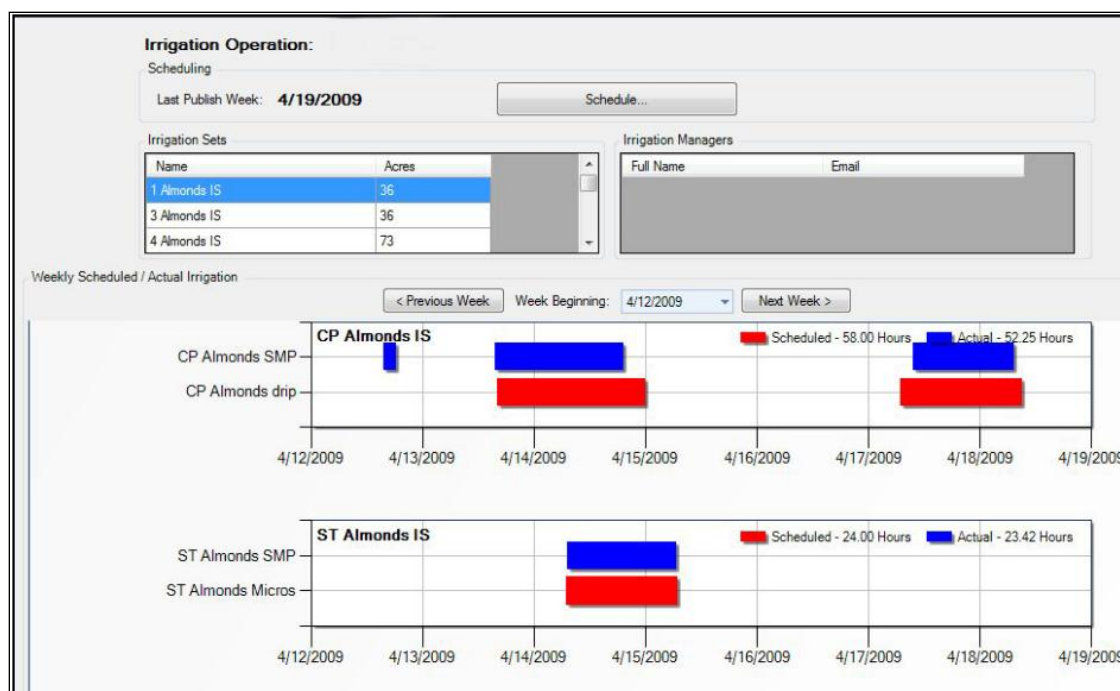 Irrigation Operation:
Scheduling
Last Publish Week: 4/19/2009 Schedule...
Irrigation Sets Irrigation Managers
Name Acres Full Name Email
1 Almonds IS 36
3 Almonds IS 36
4 Almonds IS 73
Weekly Scheduled / Actual Irrigation
< Previous Week Week Beginning: 4/12/2009 Next Week >
CP Almonds IS Scheduled - 58.00 Hours Actual - 52.25 Hours
CP Almonds SMP
CP Almonds drip
4/12/2009 4/13/2009 4/14/2009 4/15/2009 4/16/2009 4/17/2009 4/18/2009 4/19/2009
ST Almonds IS Scheduled - 24.00 Hours Actual - 23.42 Hours
ST Almonds SMP
ST Almonds Micros
4/12/2009 4/13/2009 4/14/2009 4/15/2009 4/16/2009 4/17/2009 4/18/2009 4/19/2009